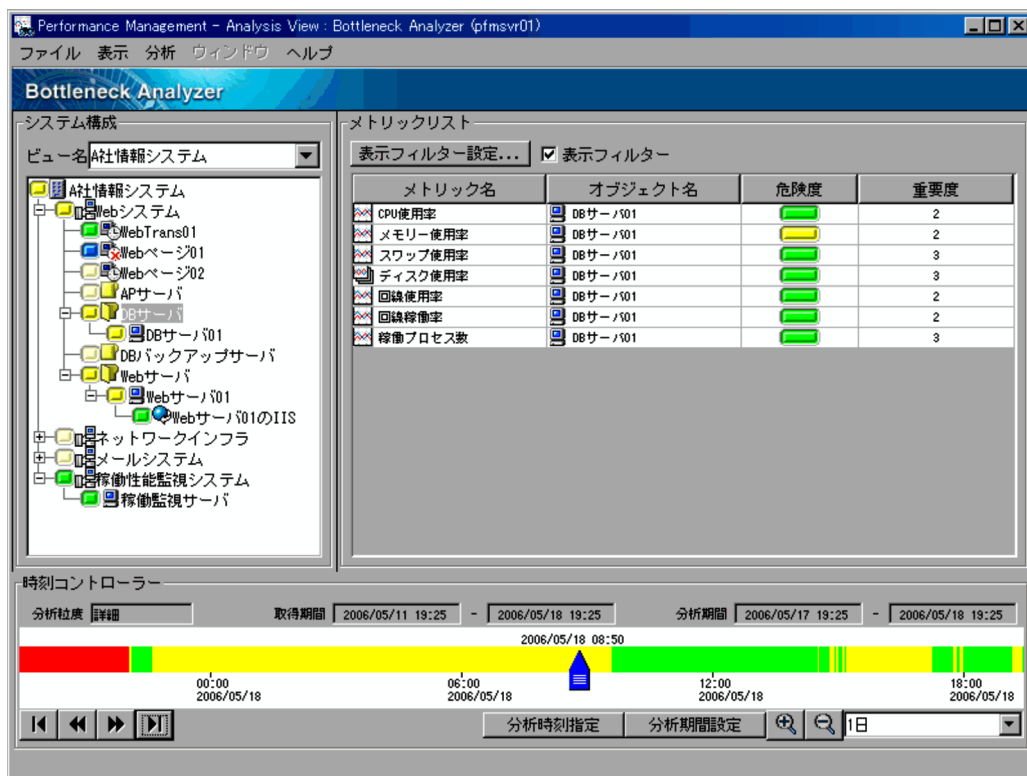 Performance Management - Analysis View : Bottleneck Analyzer (pfmsvr01)
ファイル 表示 分析 ウィンドウ ヘルプ
Bottleneck Analyzer
システム構成
ビュー名 A社情報システム
A社情報システム
Webシステム
WebTrans01
Webページ01
Webページ02
APサーバ
DBサーバ
DBサーバ01
DBバックアップサーバ
Webサーバ
Webサーバ01
Webサーバ01のIIS
ネットワークインフラ
メールシステム
稼働性能監視システム
稼働監視サーバ
メトリックリスト
表示フィルター設定... 表示フィルター
メトリック名 オブジェクト名 危険度 重要度
CPU使用率 DBサーバ01 2
メモリー使用率 DBサーバ01 2
スワップ使用率 DBサーバ01 3
ディスク使用率 DBサーバ01 3
回線使用率 DBサーバ01 2
回線稼働率 DBサーバ01 2
稼働プロセス数 DBサーバ01 3
時刻コントローラー
分析粒度 詳細 取得期間 2006/05/11 19:25 - 2006/05/18 19:25 分析期間 2006/05/17 19:25 - 2006/05/18 19:25
2006/05/18 08:50
00:00 06:00 12:00 18:00
2006/05/18 2006/05/18 2006/05/18 2006/05/18
分析時刻指定 分析期間設定 1日